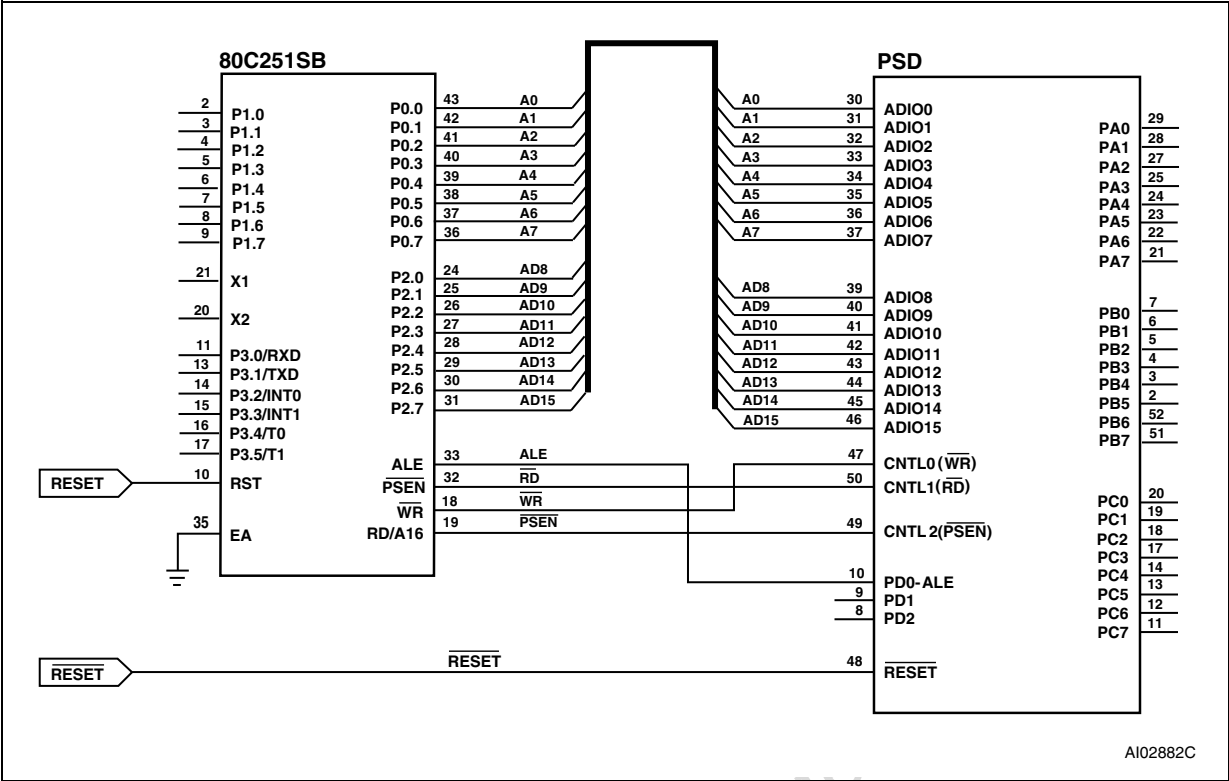 80C251SB
2 P1.0
3 P1.1
4 P1.2
5 P1.3
6 P1.4
7 P1.5
8 P1.6
9 P1.7
21 X1
20 X2
11 P3.0/RXD
13 P3.1/TXD
14 P3.2/INT0
15 P3.3/INT1
16 P3.4/T0
17 P3.5/T1
RESET 10 RST
35 EA
P0.0 43 A0
P0.1 42 A1
P0.2 41 A2
P0.3 40 A3
P0.4 39 A4
P0.5 38 A5
P0.6 37 A6
P0.7 36 A7
P2.0 24 AD8
P2.1 25 AD9
P2.2 26 AD10
P2.3 27 AD11
P2.4 28 AD12
P2.5 29 AD13
P2.6 30 AD14
P2.7 31 AD15
ALE 33 ALE
PSEN 32 RD
WR 18 WR
RD/A16 19 PSEN
PSD
A0 30 ADIO0
A1 31 ADIO1
A2 32 ADIO2
A3 33 ADIO3
A4 34 ADIO4
A5 35 ADIO5
A6 36 ADIO6
A7 37 ADIO7
AD8 39 ADIO8
AD9 40 ADIO9
AD10 41 ADIO10
AD11 42 ADIO11
AD12 43 ADIO12
AD13 44 ADIO13
AD14 45 ADIO14
AD15 46 ADIO15
47 CNTL0(WR)
50 CNTL1(RD)
49 CNTL 2(PSEN)
10 PD0-ALE
9 PD1
8 PD2
RESET RESET 48 RESET
PA0 29
PA1 28
PA2 27
PA3 25
PA4 24
PA5 23
PA6 22
PA7 21
PB0 7
PB1 6
PB2 5
PB3 4
PB4 3
PB5 2
PB6 52
PB7 51
PC0 20
PC1 19
PC2 18
PC3 17
PC4 14
PC5 13
PC6 12
PC7 11
AI02882C